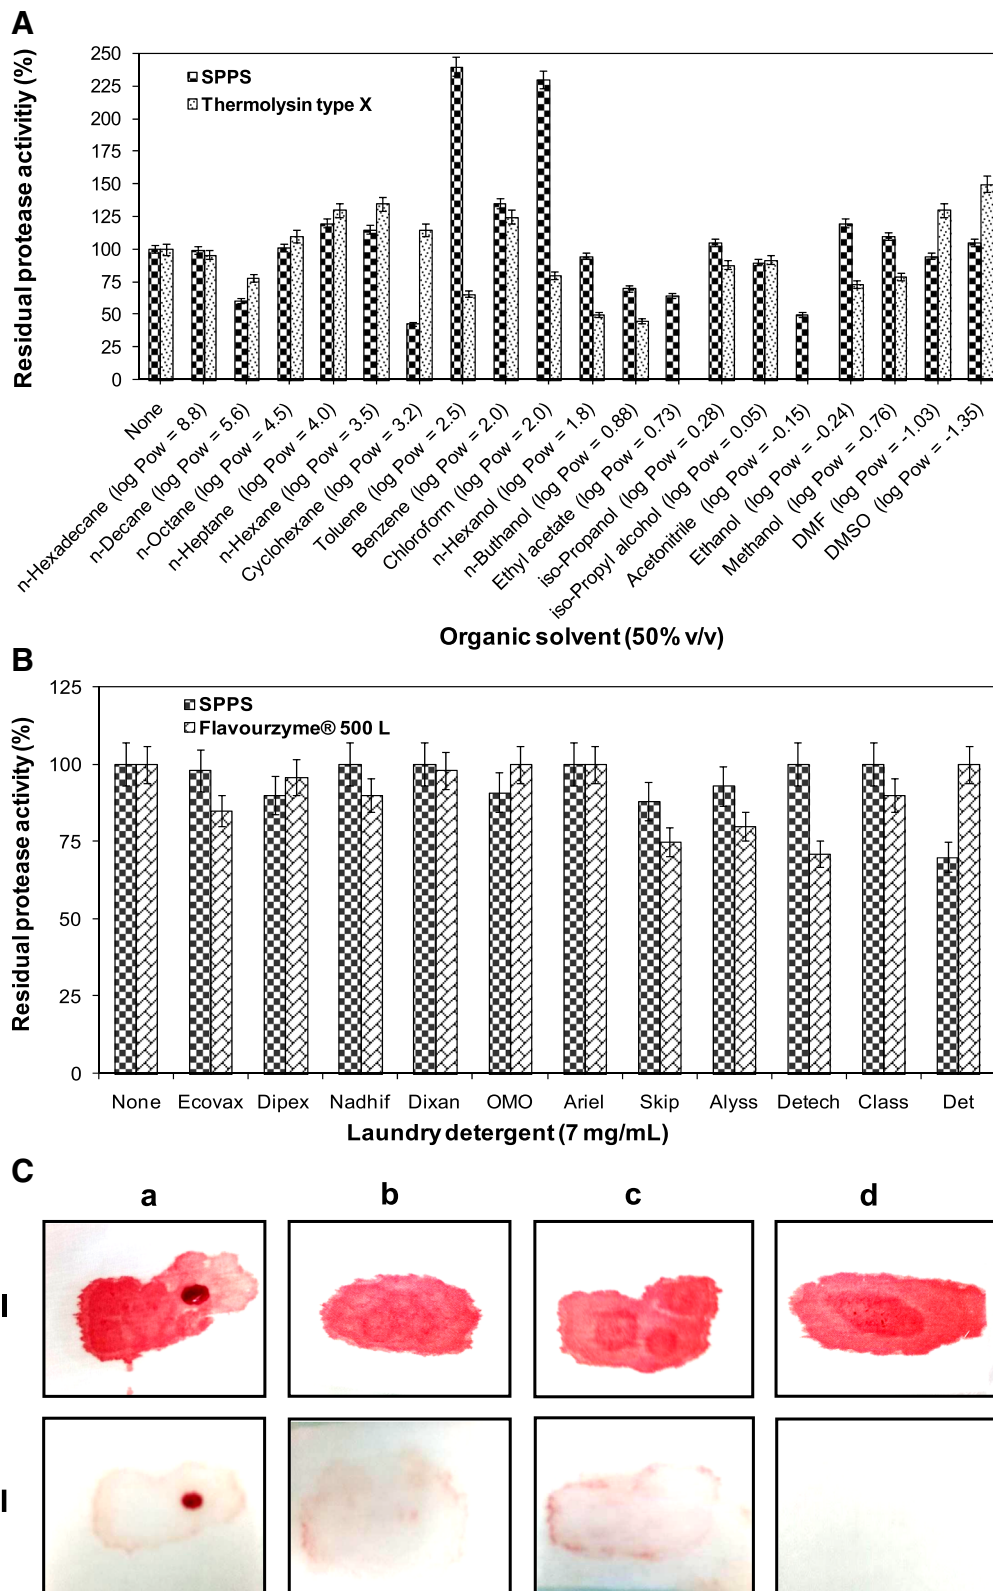 A
Residual protease activitiy (%)
250
225
200
175
150
125
100
75
50
25
0
SPPS
Thermolysin type X
None
n-Hexadecane (log Pow = 8.8)
n-Decane (log Pow = 5.6)
n-Octane (log Pow = 4.5)
n-Heptane (log Pow = 4.0)
n-Hexane (log Pow = 3.5)
Cyclohexane (log Pow = 3.2)
Toluene (log Pow = 2.5)
Benzene (log Pow = 2.0)
Chloroform (log Pow = 2.0)
n-Hexanol (log Pow = 1.8)
n-Butanol (log Pow = 0.88)
Ethyl acetate (log Pow = 0.73)
iso-Propanol (log Pow = 0.28)
iso-Propyl alcohol (log Pow = 0.05)
Acetonitrile (log Pow = -0.15)
Ethanol (log Pow = -0.24)
Methanol (log Pow = -0.76)
DMF (log Pow = -1.03)
DMSO (log Pow = -1.35)
Organic solvent (50% v/v)
B
Residual protease activity (%)
125
100
75
50
25
0
SPPS
Flavourzyme® 500 L
None Ecovax Dipex Nadhif Dixan OMO Ariel Skip Alyss Detech Class Det
Laundry detergent (7 mg/mL)
C
a b c d
I
I